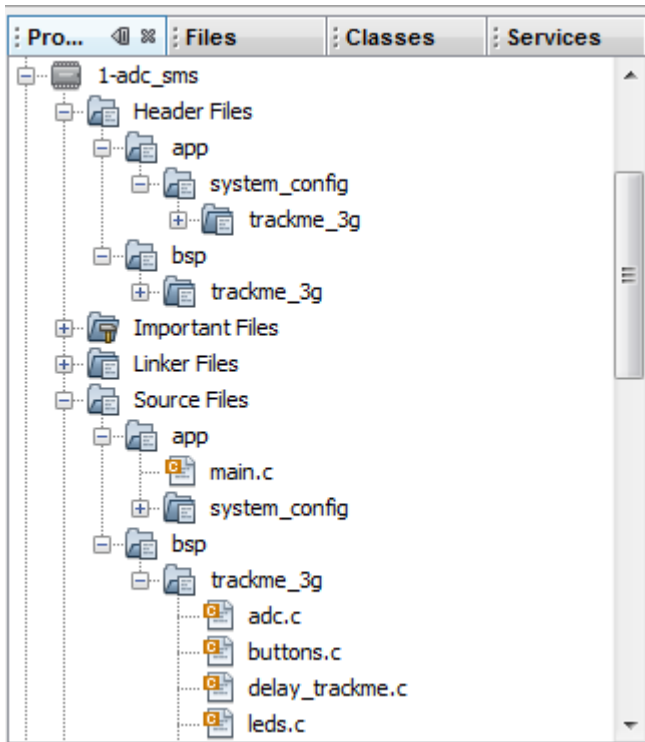 Pro... Files Classes Services
1-adc_sms
Header Files
app
system_config
trackme_3g
bsp
trackme_3g
Important Files
Linker Files
Source Files
app
main.c
system_config
bsp
trackme_3g
adc.c
buttons.c
delay_trackme.c
leds.c